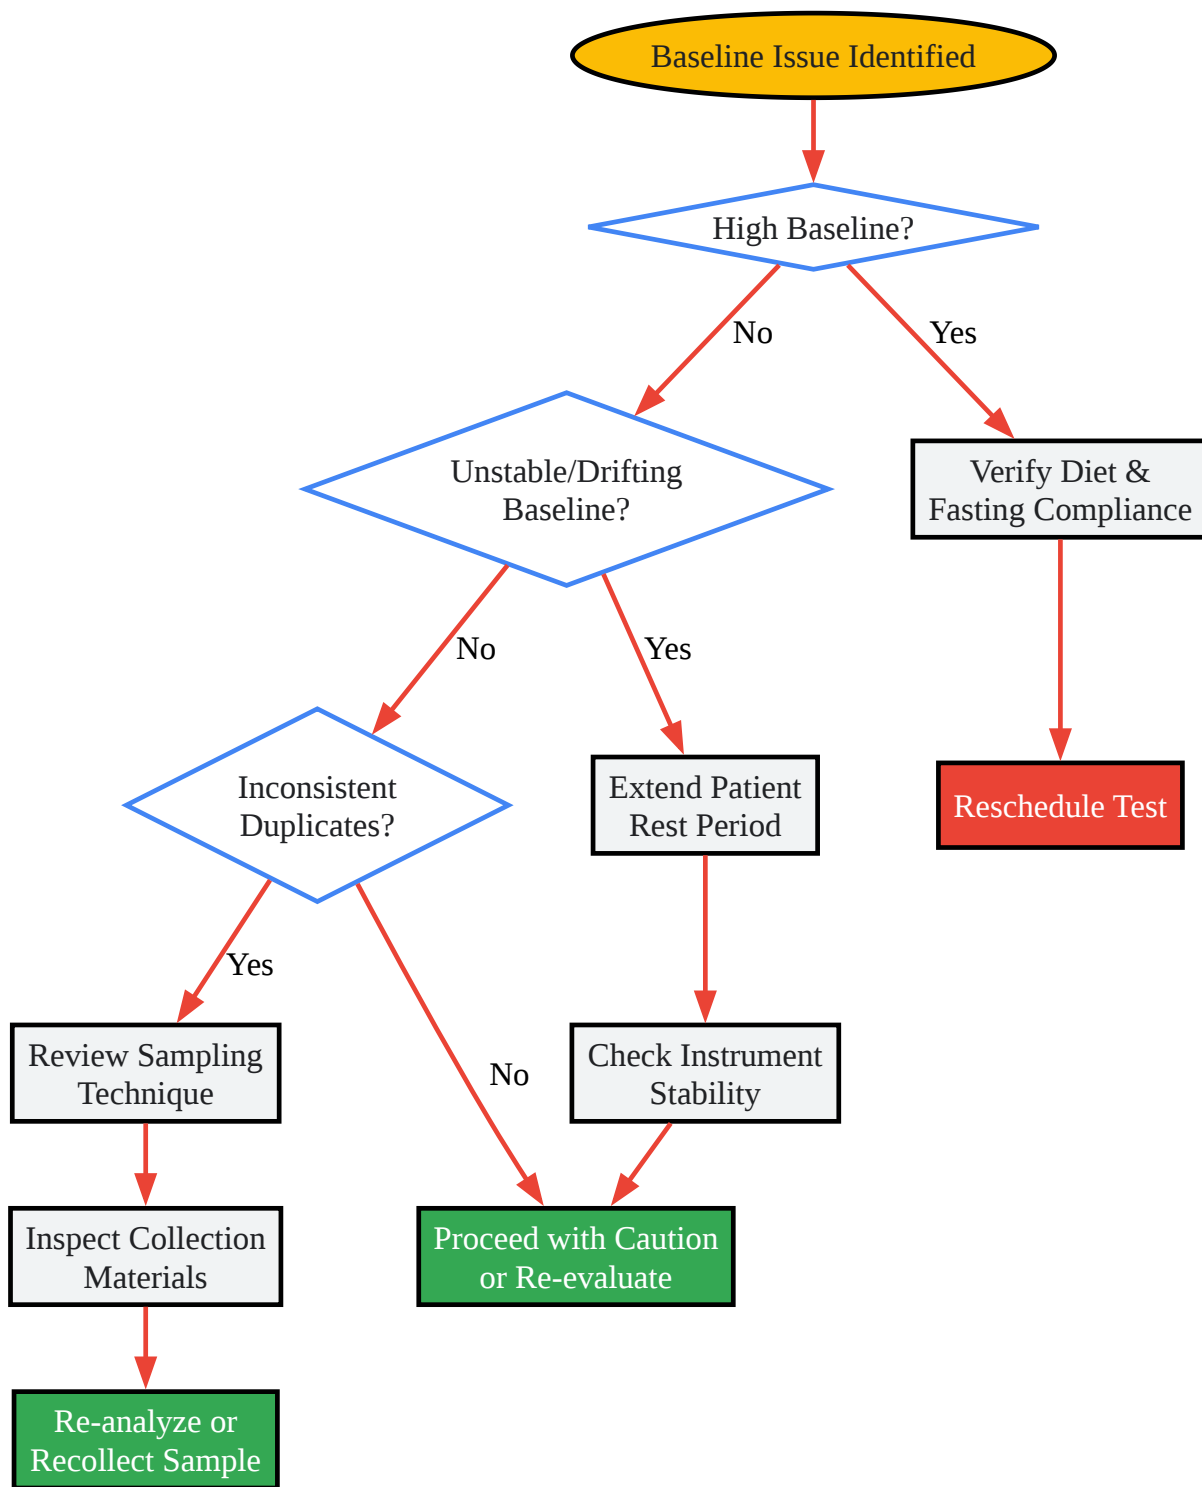 Baseline Issue Identified
High Baseline?
No
Yes
Unstable/Drifting
Baseline?
Verify Diet &
Fasting Compliance
No
Yes
Inconsistent
Duplicates?
Extend Patient
Rest Period
Reschedule Test
Yes
No
Review Sampling
Technique
Check Instrument
Stability
Inspect Collection
Materials
Proceed with Caution
or Re-evaluate
Re-analyze or
Recollect Sample